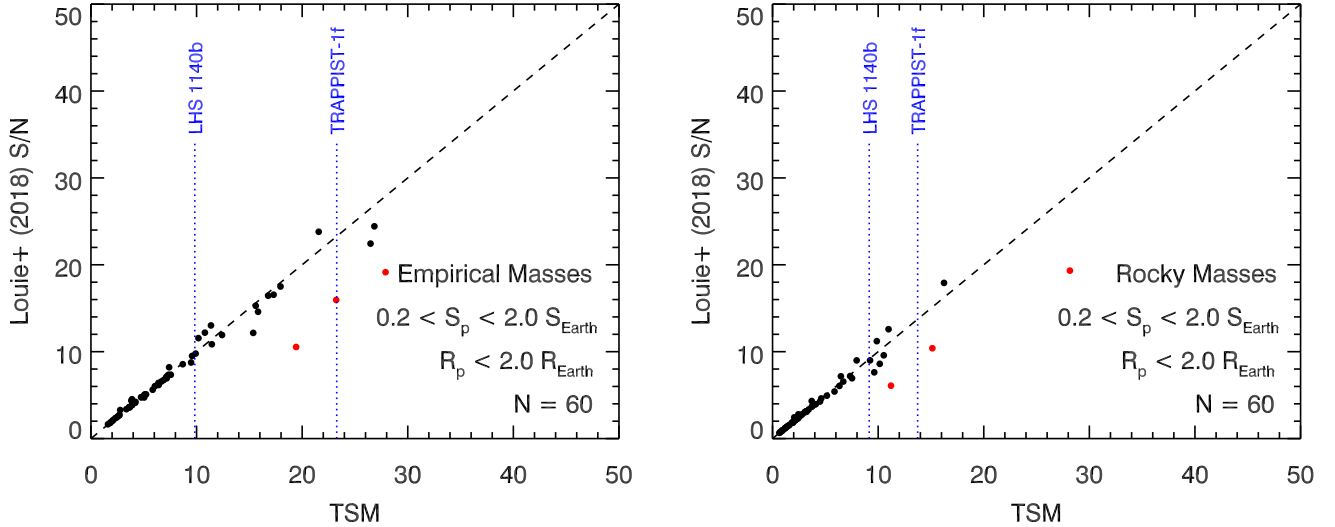 50
40
30
20
10
0
Louie+ (2018) S/N
LHS 1140b
TRAPPIST-1f
Empirical Masses
0.2 < Sp < 2.0 SEarth
Rp < 2.0 REarth
N = 60
0 10 20 30 40 50
TSM
50
40
30
20
10
0
Louie+ (2018) S/N
LHS 1140b
TRAPPIST-1f
Rocky Masses
0.2 < Sp < 2.0 SEarth
Rp < 2.0 REarth
N = 60
0 10 20 30 40 50
TSM